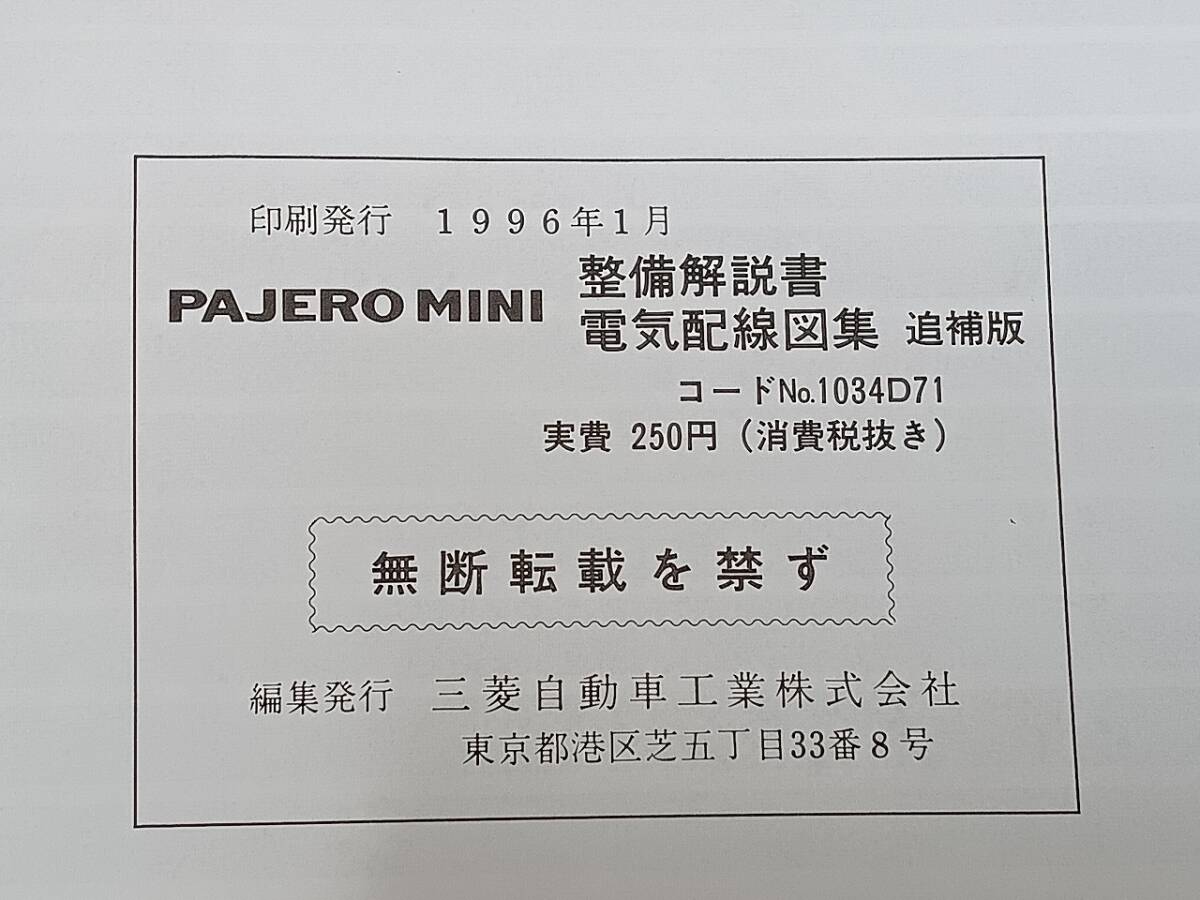 印刷発行 1996年1月
PAJERO MINI 整備解説書
電気配線図集 追補版
コードNo.1034D71
実費 250円（消費税抜き）
無断転載を禁ず
編集発行 三菱自動車工業株式会社
東京都港区芝五丁目33番8号